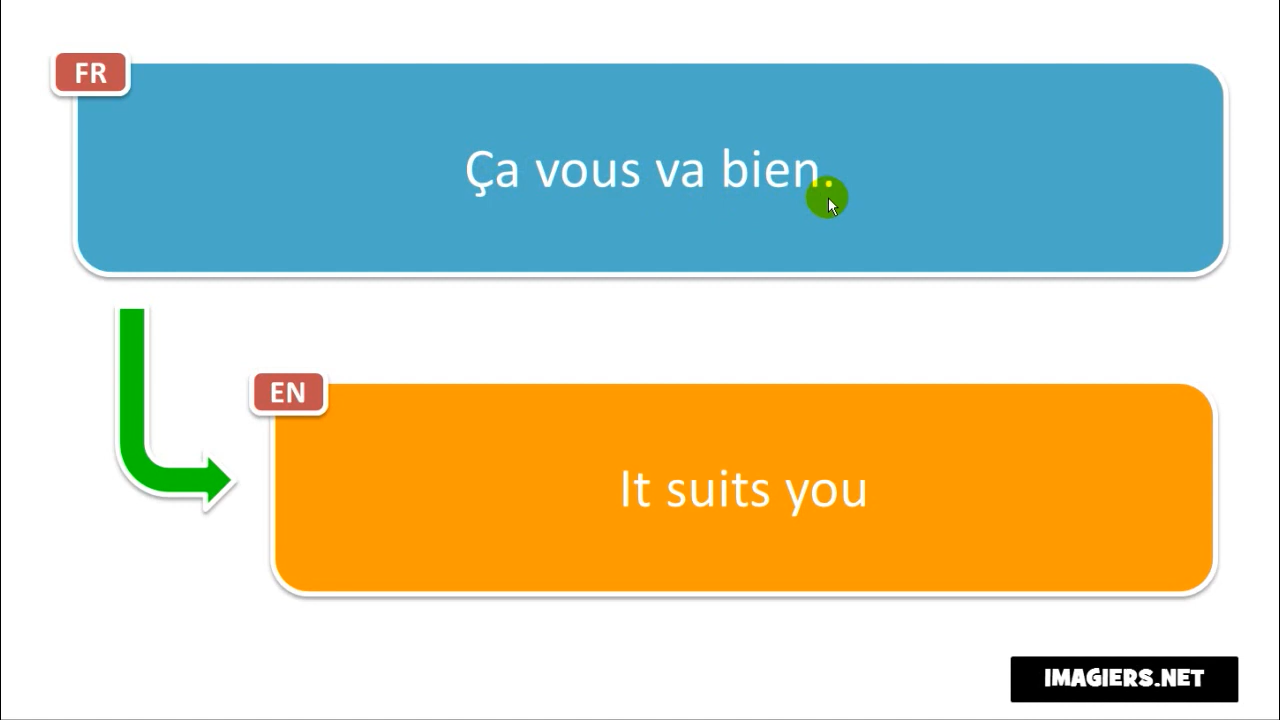 FR
Ça vous va bien.
EN
It suits you
IMAGIERS.NET